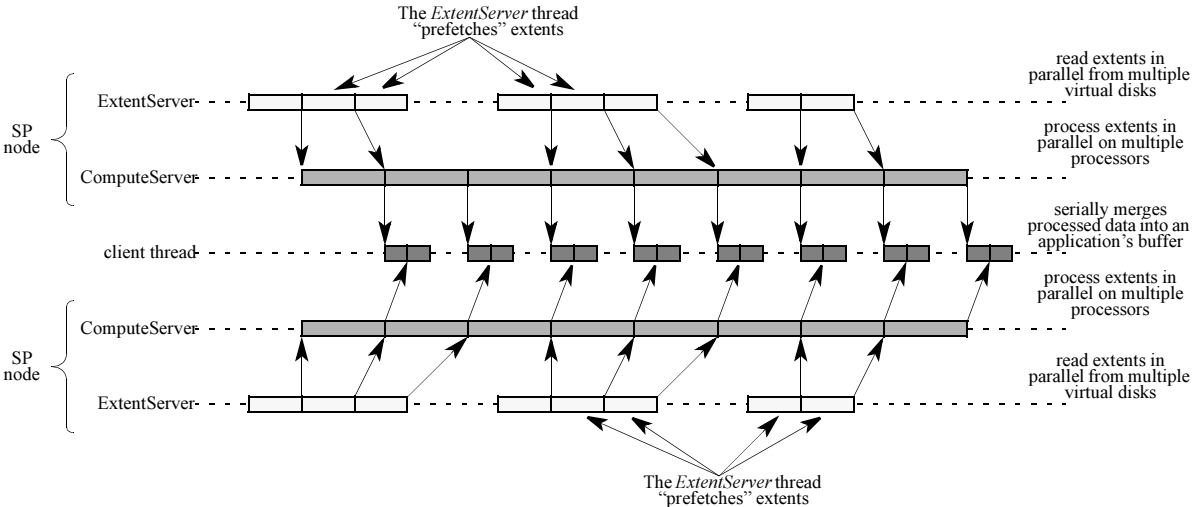 The ExtentServer thread
“prefetches” extents
read extents in
parallel from multiple
virtual disks
ExtentServer
SP
node
process extents in
parallel on multiple
processors
ComputeServer
serially merges
processed data into an
application’s buffer
client thread
process extents in
parallel on multiple
processors
ComputeServer
SP
node
read extents in
parallel from multiple
virtual disks
ExtentServer
The ExtentServer thread
“prefetches” extents